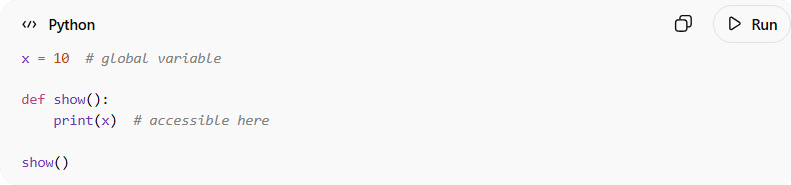 </> Python Run
x = 10  # global variable
def show():
    print(x)  # accessible here
show()